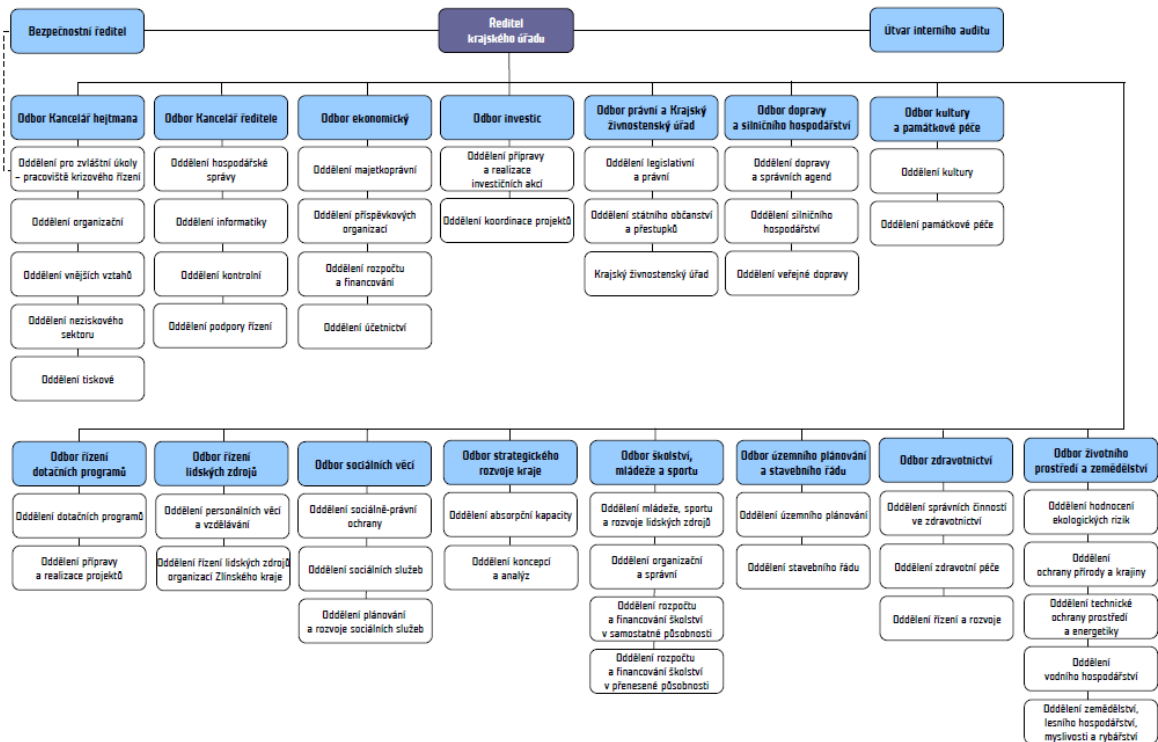 Bezpečnostní ředitel
Ředitel
krajského úřadu
Útvar interního auditu
Odbor Kancelář hejtmana
Oddělení pro zvláštní úkoly
– pracoviště krizového řízení
Oddělení organizační
Oddělení vnějších vztahů
Oddělení neziskového
sektoru
Oddělení tiskové
Odbor Kancelář ředitele
Oddělení hospodářské
správy
Oddělení informatiky
Oddělení kontrolní
Oddělení podpory řízení
Odbor ekonomický
Oddělení majetkoprávní
Oddělení příspěvkových
organizací
Oddělení rozpočtu
a financování
Oddělení účetnictví
Odbor investic
Oddělení přípravy
a realizace
investičních akcí
Oddělení koordinace projektů
Odbor právní a Krajský
živnostenský úřad
Oddělení legislativní
a právní
Oddělení státního občanství
a přestupků
Krajský živnostenský úřad
Odbor dopravy
a silničního hospodářství
Oddělení dopravy
a správních agend
Oddělení silničního
hospodářství
Oddělení veřejné dopravy
Odbor kultury
a památkové péče
Oddělení kultury
Oddělení památkové péče
Odbor řízení
dotačních programů
Oddělení dotačních programů
Oddělení přípravy
a realizace projektů
Odbor řízení
lidských zdrojů
Oddělení personálních věcí
a vzdělávání
Oddělení řízení lidských zdrojů
organizací Zlínského kraje
Odbor sociálních věcí
Oddělení sociálně-právní
ochrany
Oddělení sociálních služeb
Oddělení plánování
a rozvoje sociálních služeb
Odbor strategického
rozvoje kraje
Oddělení absorpční kapacity
Oddělení koncepcí
a analýz
Odbor školství,
mládeže a sportu
Oddělení mládeže, sportu
a rozvoje lidských zdrojů
Oddělení organizační
a správní
Oddělení rozpočtu
a financování školství
v samostatné působnosti
Oddělení rozpočtu
a financování školství
v přenesené působnosti
Odbor územního plánování
a stavebního řádu
Oddělení územního plánování
Oddělení stavebního řádu
Odbor zdravotnictví
Oddělení správních činností
ve zdravotnictví
Oddělení zdravotní péče
Oddělení řízení a rozvoje
Odbor životního
prostředí a zemědělství
Oddělení hodnocení
ekologických rizik
Oddělení
ochrany přírody a krajiny
Oddělení technické
ochrany prostředí
a energetiky
Oddělení
vodního hospodářství
Oddělení zemědělství,
lesního hospodářství,
myslivosti a rybářství